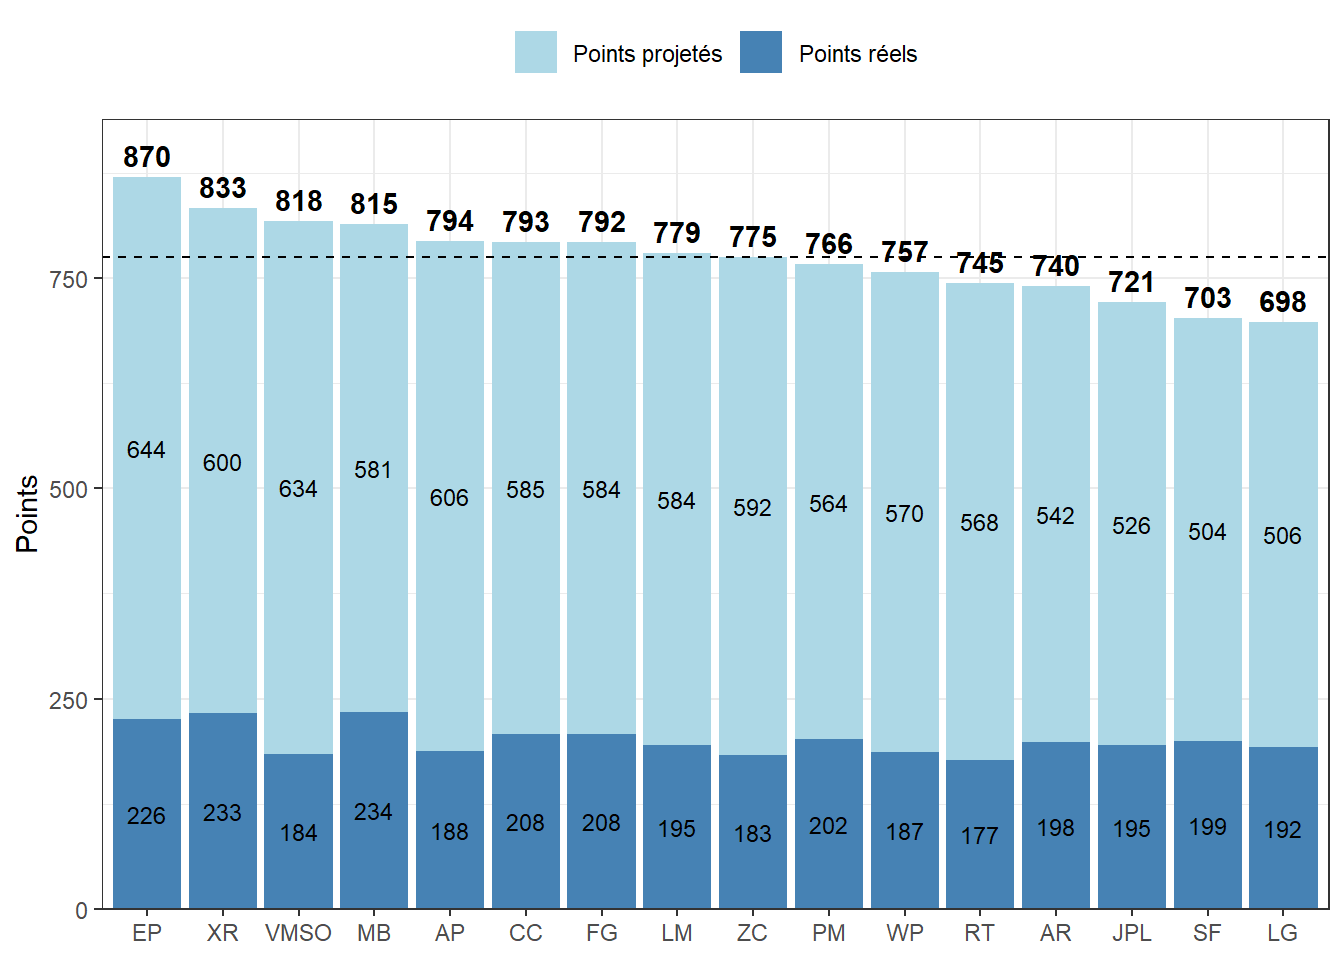 Points projetés Points réels
870 833 818 815 794 793 792 779 775 766 757 745 740 721 703 698
750
644 600 634 581 606 585 584 584 592 564 570 568 542 526 504 506
500
Points
250
226 233 184 234 188 208 208 195 183 202 187 177 198 195 199 192
0
EP XR VMSO MB AP CC FG LM ZC PM WP RT AR JPL SF LG